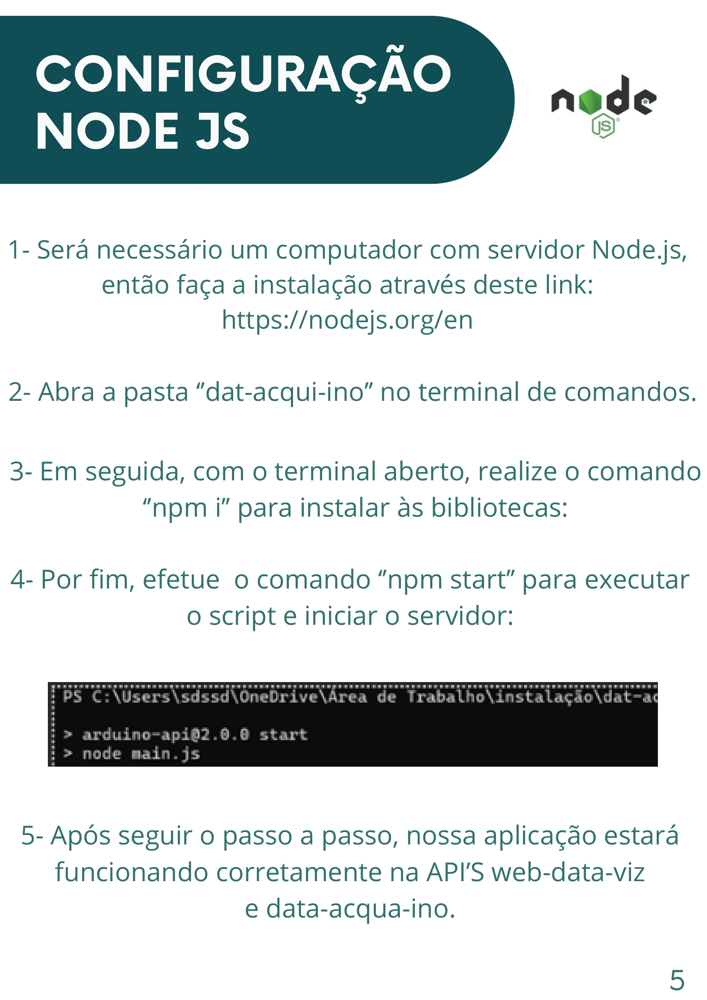 CONFIGURAÇÃO
NODE JS
node
JS
®
1- Será necessário um computador com servidor Node.js,
então faça a instalação através deste link:
https://nodejs.org/en
2- Abra a pasta “dat-acqui-ino” no terminal de comandos.
3- Em seguida, com o terminal aberto, realize o comando
“npm i” para instalar às bibliotecas:
4- Por fim, efetue  o comando “npm start” para executar
o script e iniciar o servidor:
PS C:\Users\sdssd\OneDrive\Área de Trabalho\instalação\dat-ac
> arduino-api@2.0.0 start
> node main.js
5- Após seguir o passo a passo, nossa aplicação estará
funcionando corretamente na API’S web-data-viz
e data-acqua-ino.
5